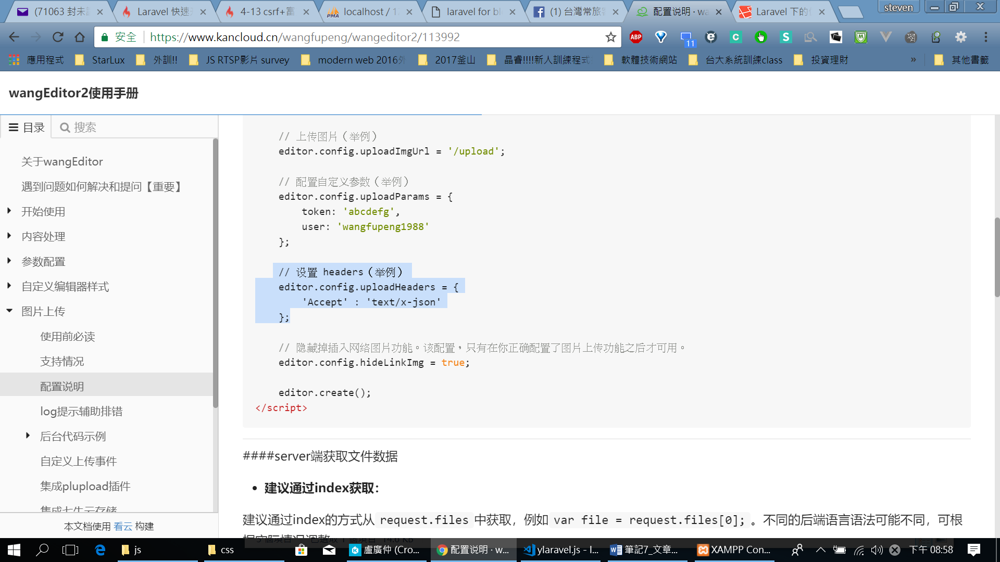 (71063 封未
Laravel 快速
4-13 csrf+富
localhost / 1
laravel for bl
(1) 台灣常旅
配置说明 · wa
Laravel 下的
steven
安全
https://www.kancloud.cn/wangfupeng/wangeditor2/113992
11
應用程式
StarLux
外訓!!
JS RTSP影片 survey
modern web 2016
2017釜山
晶睿!!!!新人訓練程式
軟體技術網站
台大系統訓練class
投資理財
»
其他書籤
wangEditor2使用手册
目录
搜索
关于wangEditor
遇到问题如何解决和提问【重要】
开始使用
内容处理
参数配置
自定义编辑器样式
图片上传
使用前必读
支持情况
配置说明
log提示辅助排错
后台代码示例
自定义上传事件
集成plupload插件
集成七牛云存储
本文档使用 看云 构建
// 上传图片（举例）
editor.config.uploadImgUrl = '/upload';
// 配置自定义参数（举例）
editor.config.uploadParams = {
token: 'abcdefg',
user: 'wangfupeng1988'
};
// 设置 headers（举例）
editor.config.uploadHeaders = {
'Accept' : 'text/x-json'
};
// 隐藏掉插入网络图片功能。该配置，只有在你正确配置了图片上传功能之后才可用。
editor.config.hideLinkImg = true;
editor.create();
</script>
####server端获取文件数据
• 建议通过index获取：
建议通过index的方式从 request.files 中获取，例如 var file = request.files[0]; 。不同的后端语言语法可能不同，可根
据实际情况调整
js
css
盧廣仲 (Cro...
配置说明 · w...
ylaravel.js - l...
筆記7_文章...
XAMPP Con...
下午 08:58